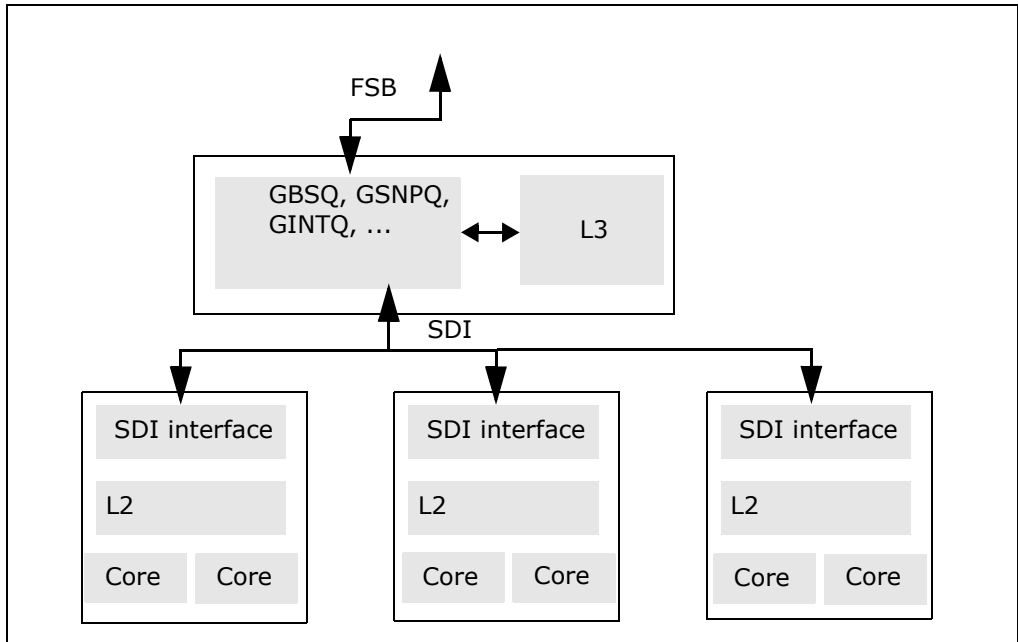 FSB
GBSQ, GSNPQ,
GINTQ, ...
L3
SDI
SDI interface
SDI interface
SDI interface
L2
L2
L2
Core
Core
Core
Core
Core
Core